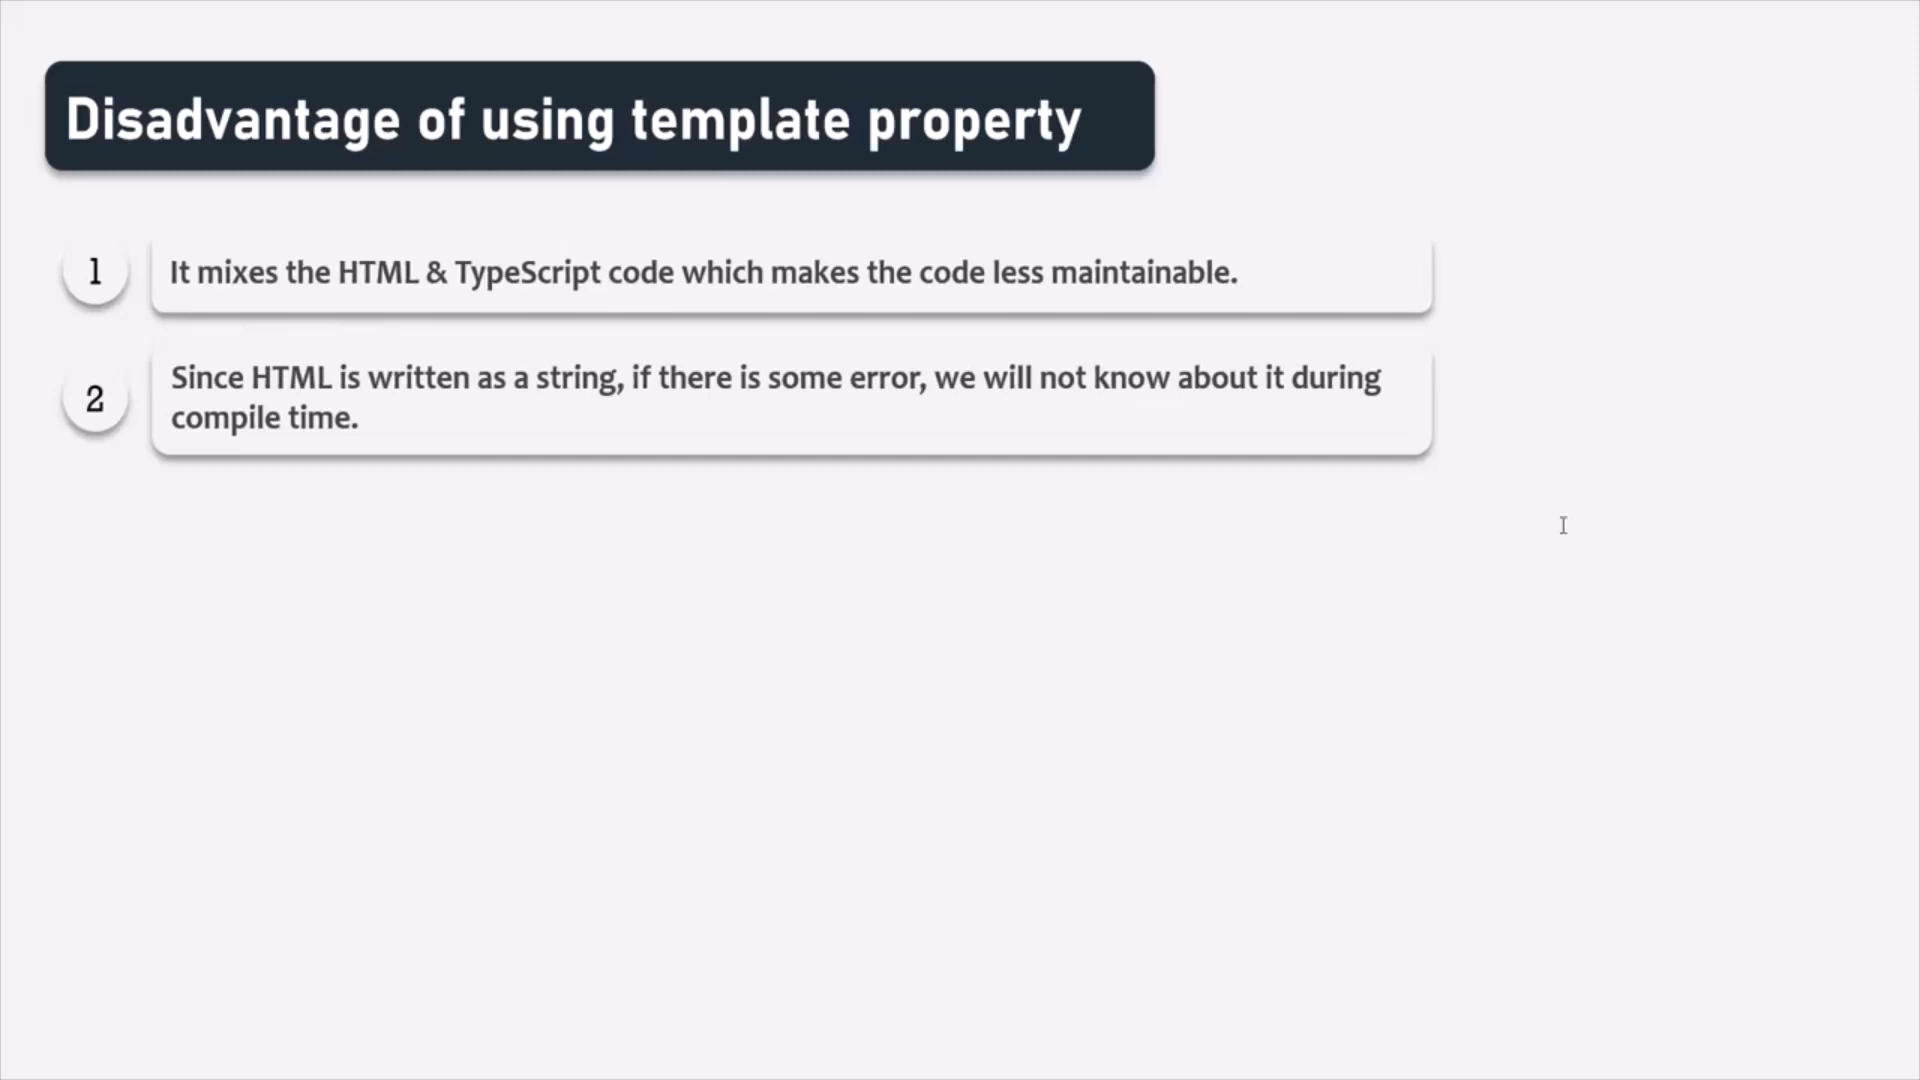 Disadvantage of using template property
1
It mixes the HTML & TypeScript code which makes the code less maintainable.
2
Since HTML is written as a string, if there is some error, we will not know about it during
compile time.